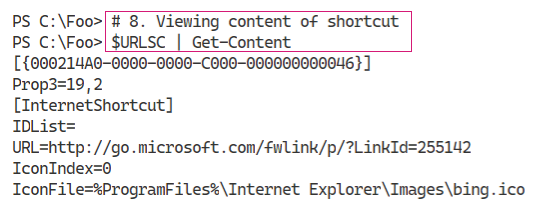 PS C:\Foo> # 8. Viewing content of shortcut
PS C:\Foo> $URLSC | Get-Content
[{000214A0-0000-0000-C000-000000000046}]
Prop3=19,2
[InternetShortcut]
IDList=
URL=http://go.microsoft.com/fwlink/p/?LinkId=255142
IconIndex=0
IconFile=%ProgramFiles%\Internet Explorer\Images\bing.ico